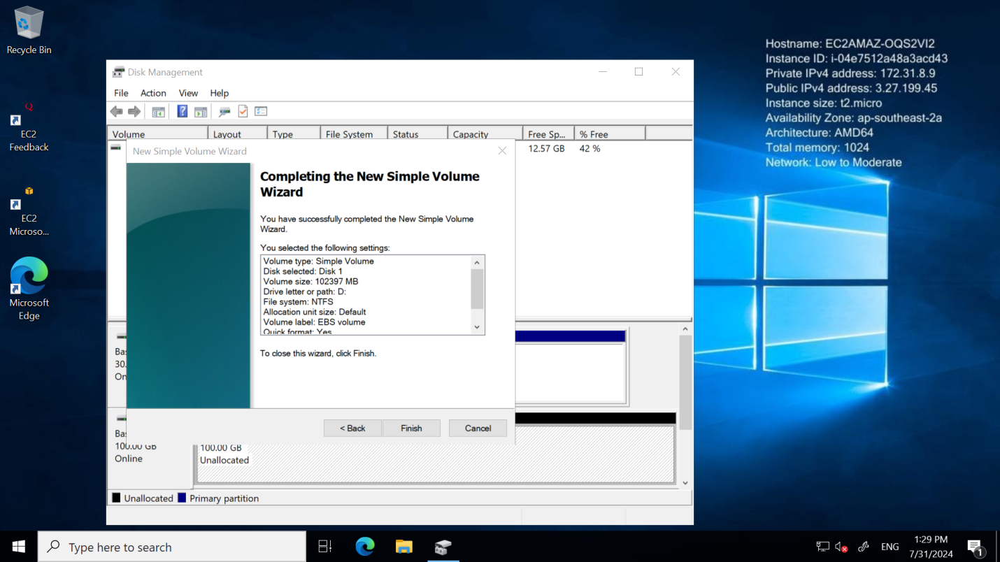 Recycle Bin
EC2
Feedback
EC2
Microso...
Microsoft
Edge
Hostname: EC2AMAZ-OQS2VI2
Instance ID: i-04e7512a48a3acd43
Private IPv4 address: 172.31.8.9
Public IPv4 address: 3.27.199.45
Instance size: t2.micro
Availability Zone: ap-southeast-2a
Architecture: AMD64
Total memory: 1024
Network: Low to Moderate
Disk Management
File Action View Help
Volume Layout Type File System Status Capacity Free Sp... % Free
12.57 GB 42 %
New Simple Volume Wizard
Completing the New Simple Volume
Wizard
You have successfully completed the New Simple Volume
Wizard.
You selected the following settings:
Volume type: Simple Volume
Disk selected: Disk 1
Volume size: 102397 MB
Drive letter or path: D:
File system: NTFS
Allocation unit size: Default
Volume label: EBS volume
Quick format: Yes
To close this wizard, click Finish.
< Back Finish Cancel
Bas
30.
On
Bas
100.00 GB
Online
100.00 GB
Unallocated
Unallocated Primary partition
Type here to search
ENG
1:29 PM
7/31/2024
1